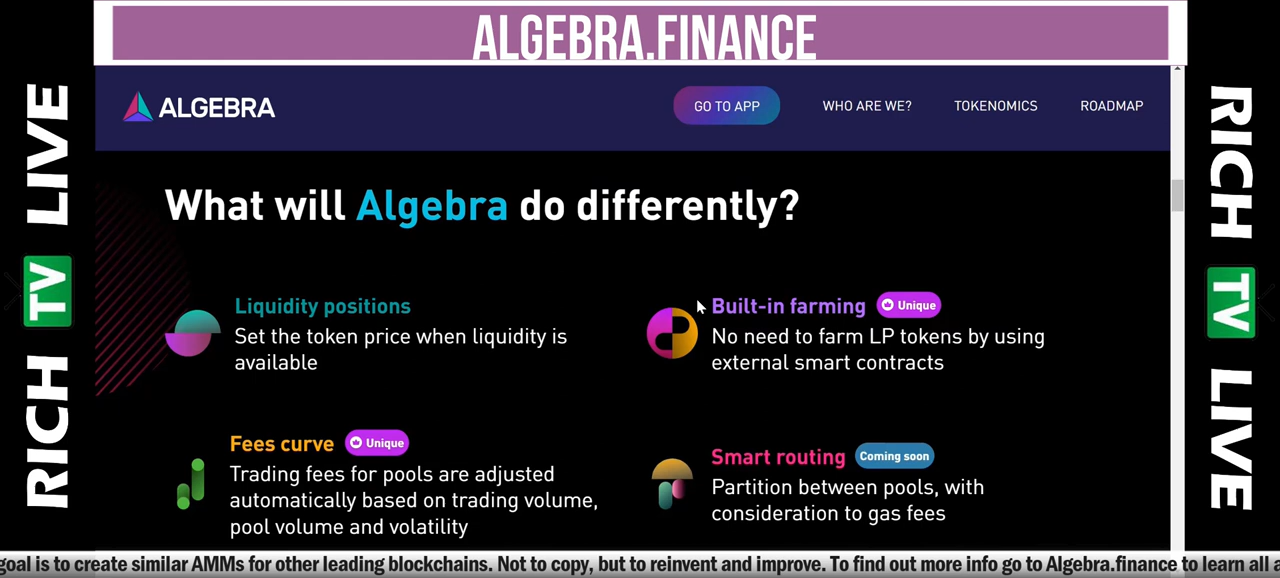 ALGEBRA.FINANCE
ALGEBRA
GO TO APP
WHO ARE WE?
TOKENOMICS
ROADMAP
RICH TV LIVE
RICH TV LIVE
What will Algebra do differently?
Liquidity positions
Set the token price when liquidity is
available
Built-in farming
Unique
No need to farm LP tokens by using
external smart contracts
Fees curve
Unique
Trading fees for pools are adjusted
automatically based on trading volume,
pool volume and volatility
Smart routing
Coming soon
Partition between pools, with
consideration to gas fees
goal is to create similar AMMs for other leading blockchains. Not to copy, but to reinvent and improve. To find out more info go to Algebra.finance to learn all